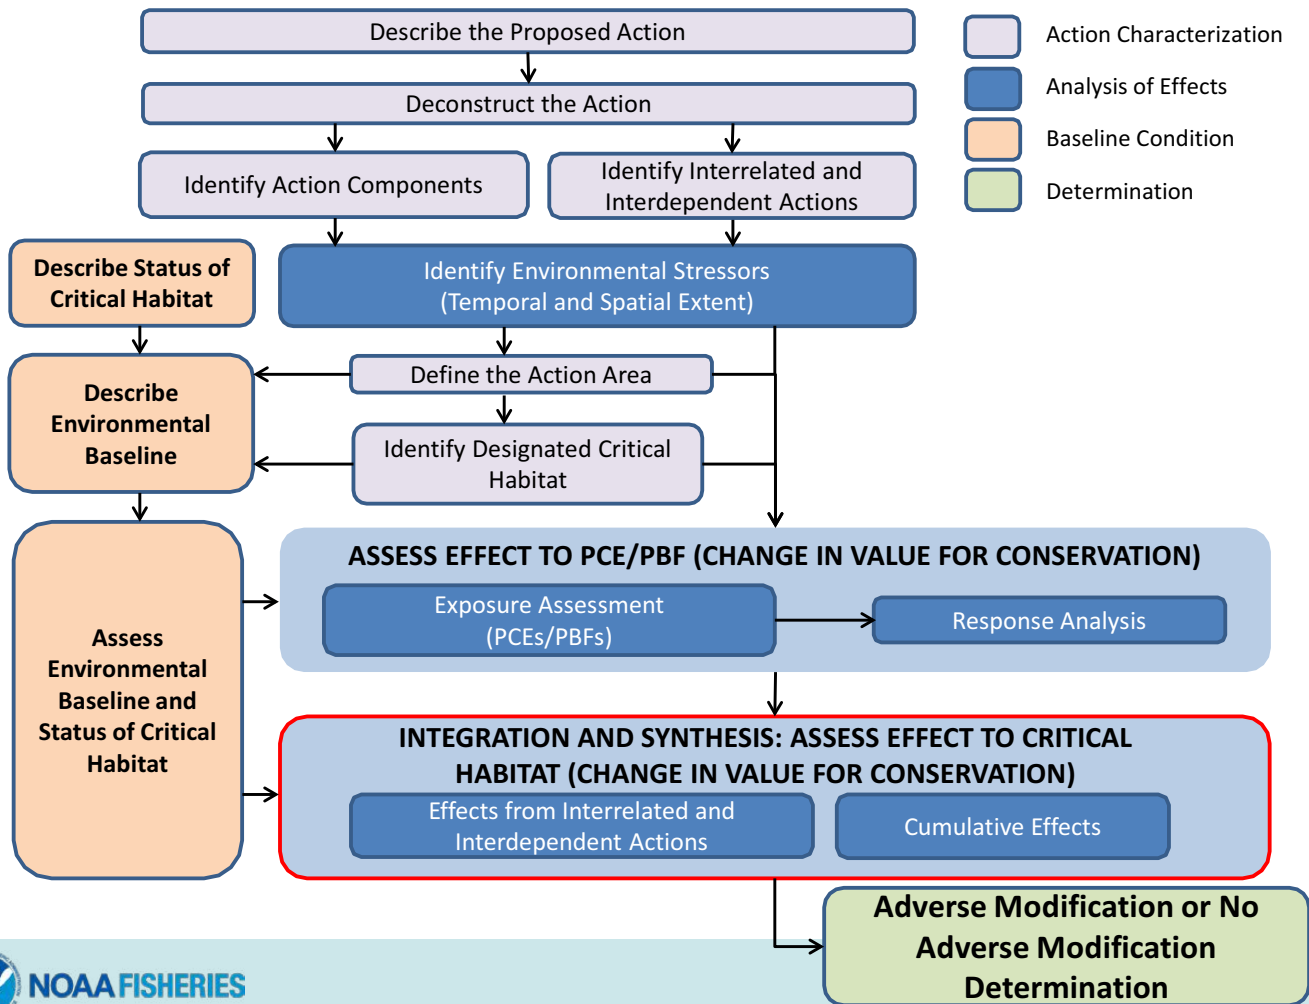 Describe the Proposed Action
Deconstruct the Action
Identify Action Components
Identify Interrelated and
Interdependent Actions
Describe Status of
Critical Habitat
Identify Environmental Stressors
(Temporal and Spatial Extent)
Define the Action Area
Describe
Environmental
Baseline
Identify Designated Critical
Habitat
Assess
Environmental
Baseline and
Status of Critical
Habitat
ASSESS EFFECT TO PCE/PBF (CHANGE IN VALUE FOR CONSERVATION)
Exposure Assessment
(PCEs/PBFs)
Response Analysis
INTEGRATION AND SYNTHESIS: ASSESS EFFECT TO CRITICAL
HABITAT (CHANGE IN VALUE FOR CONSERVATION)
Effects from Interrelated and
Interdependent Actions
Cumulative Effects
Adverse Modification or No
Adverse Modification
Determination
Action Characterization
Analysis of Effects
Baseline Condition
Determination
NOAA FISHERIES